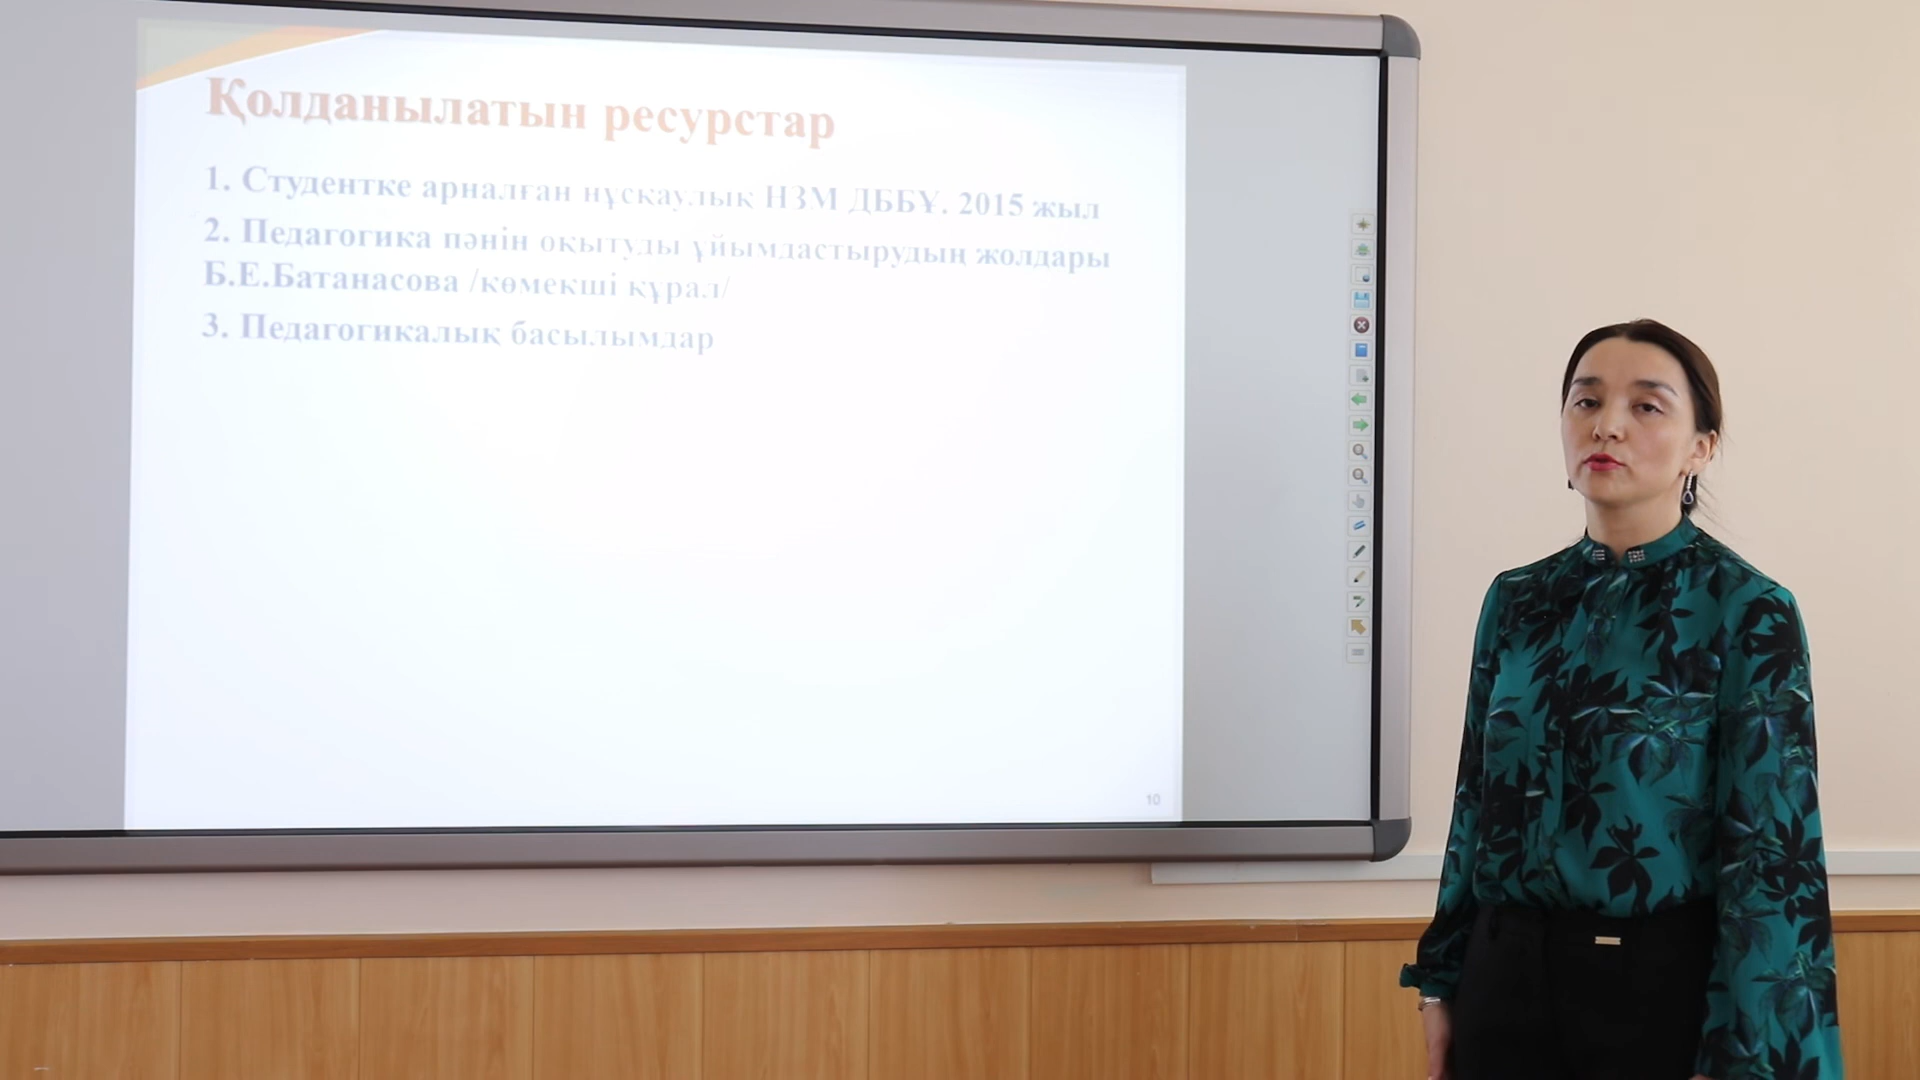 Қолданылатын ресурстар
1. Студентке арналған нұсқаулық НЗМ ДББҰ. 2015 жыл
2. Педагогика пәнін оқытуды ұйымдастырудың жолдары
Б.Е.Батанасова /көмекші құрал/
3. Педагогикалық басылымдар
10